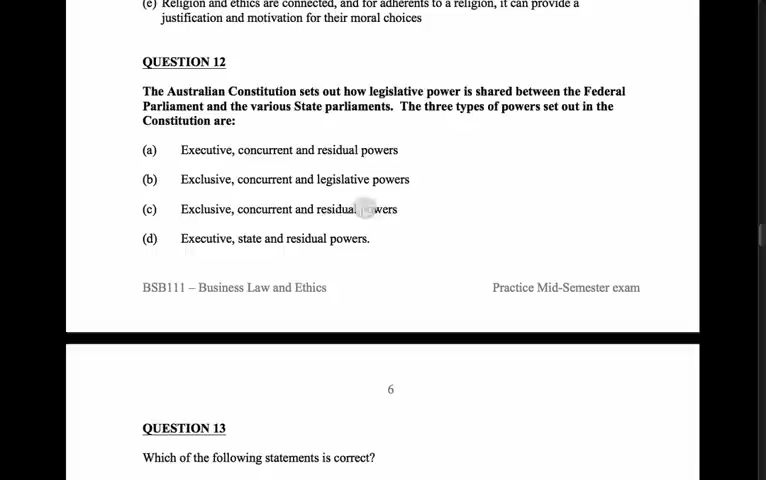 (e) Religion and ethics are connected, and for adherents to a religion, it can provide a
justification and motivation for their moral choices
QUESTION 12
The Australian Constitution sets out how legislative power is shared between the Federal
Parliament and the various State parliaments. The three types of powers set out in the
Constitution are:
(a) Executive, concurrent and residual powers
(b) Exclusive, concurrent and legislative powers
(c) Exclusive, concurrent and residual powers
(d) Executive, state and residual powers.
BSB111 – Business Law and Ethics Practice Mid-Semester exam
6
QUESTION 13
Which of the following statements is correct?